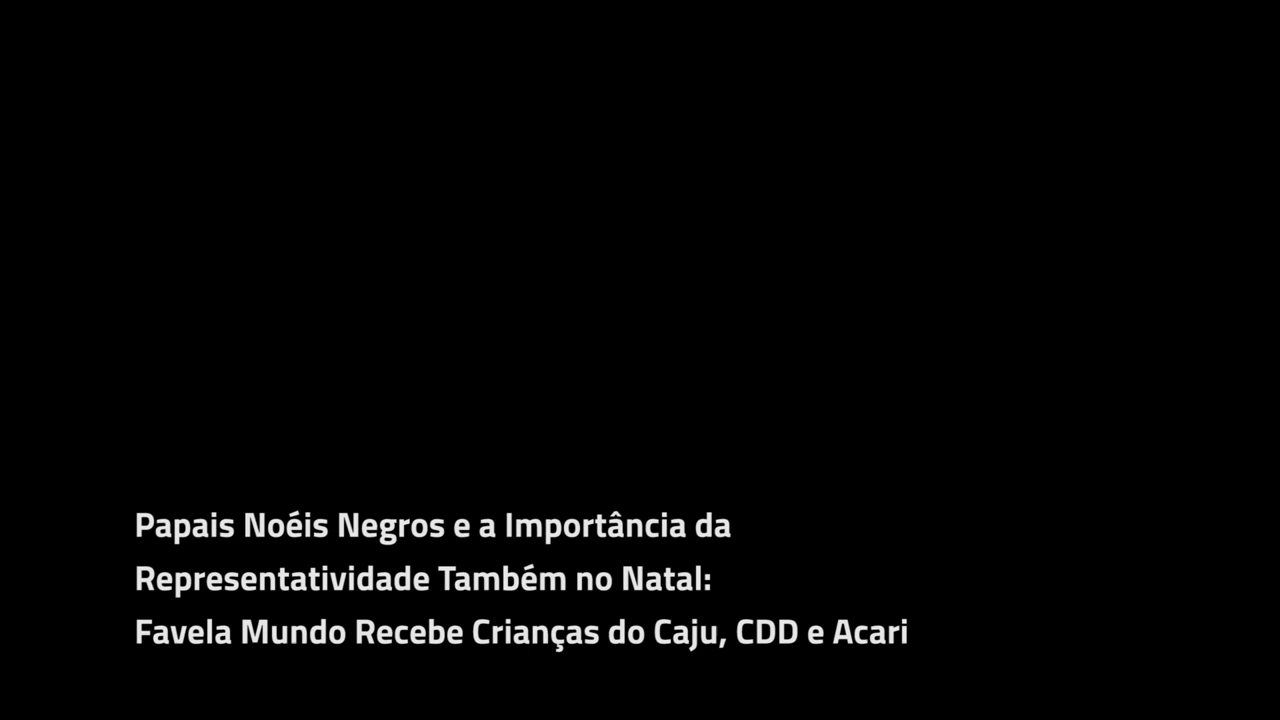 Papais Noéis Negros e a Importância da
Representatividade Também no Natal:
Favela Mundo Recebe Crianças do Caju, CDD e Acari